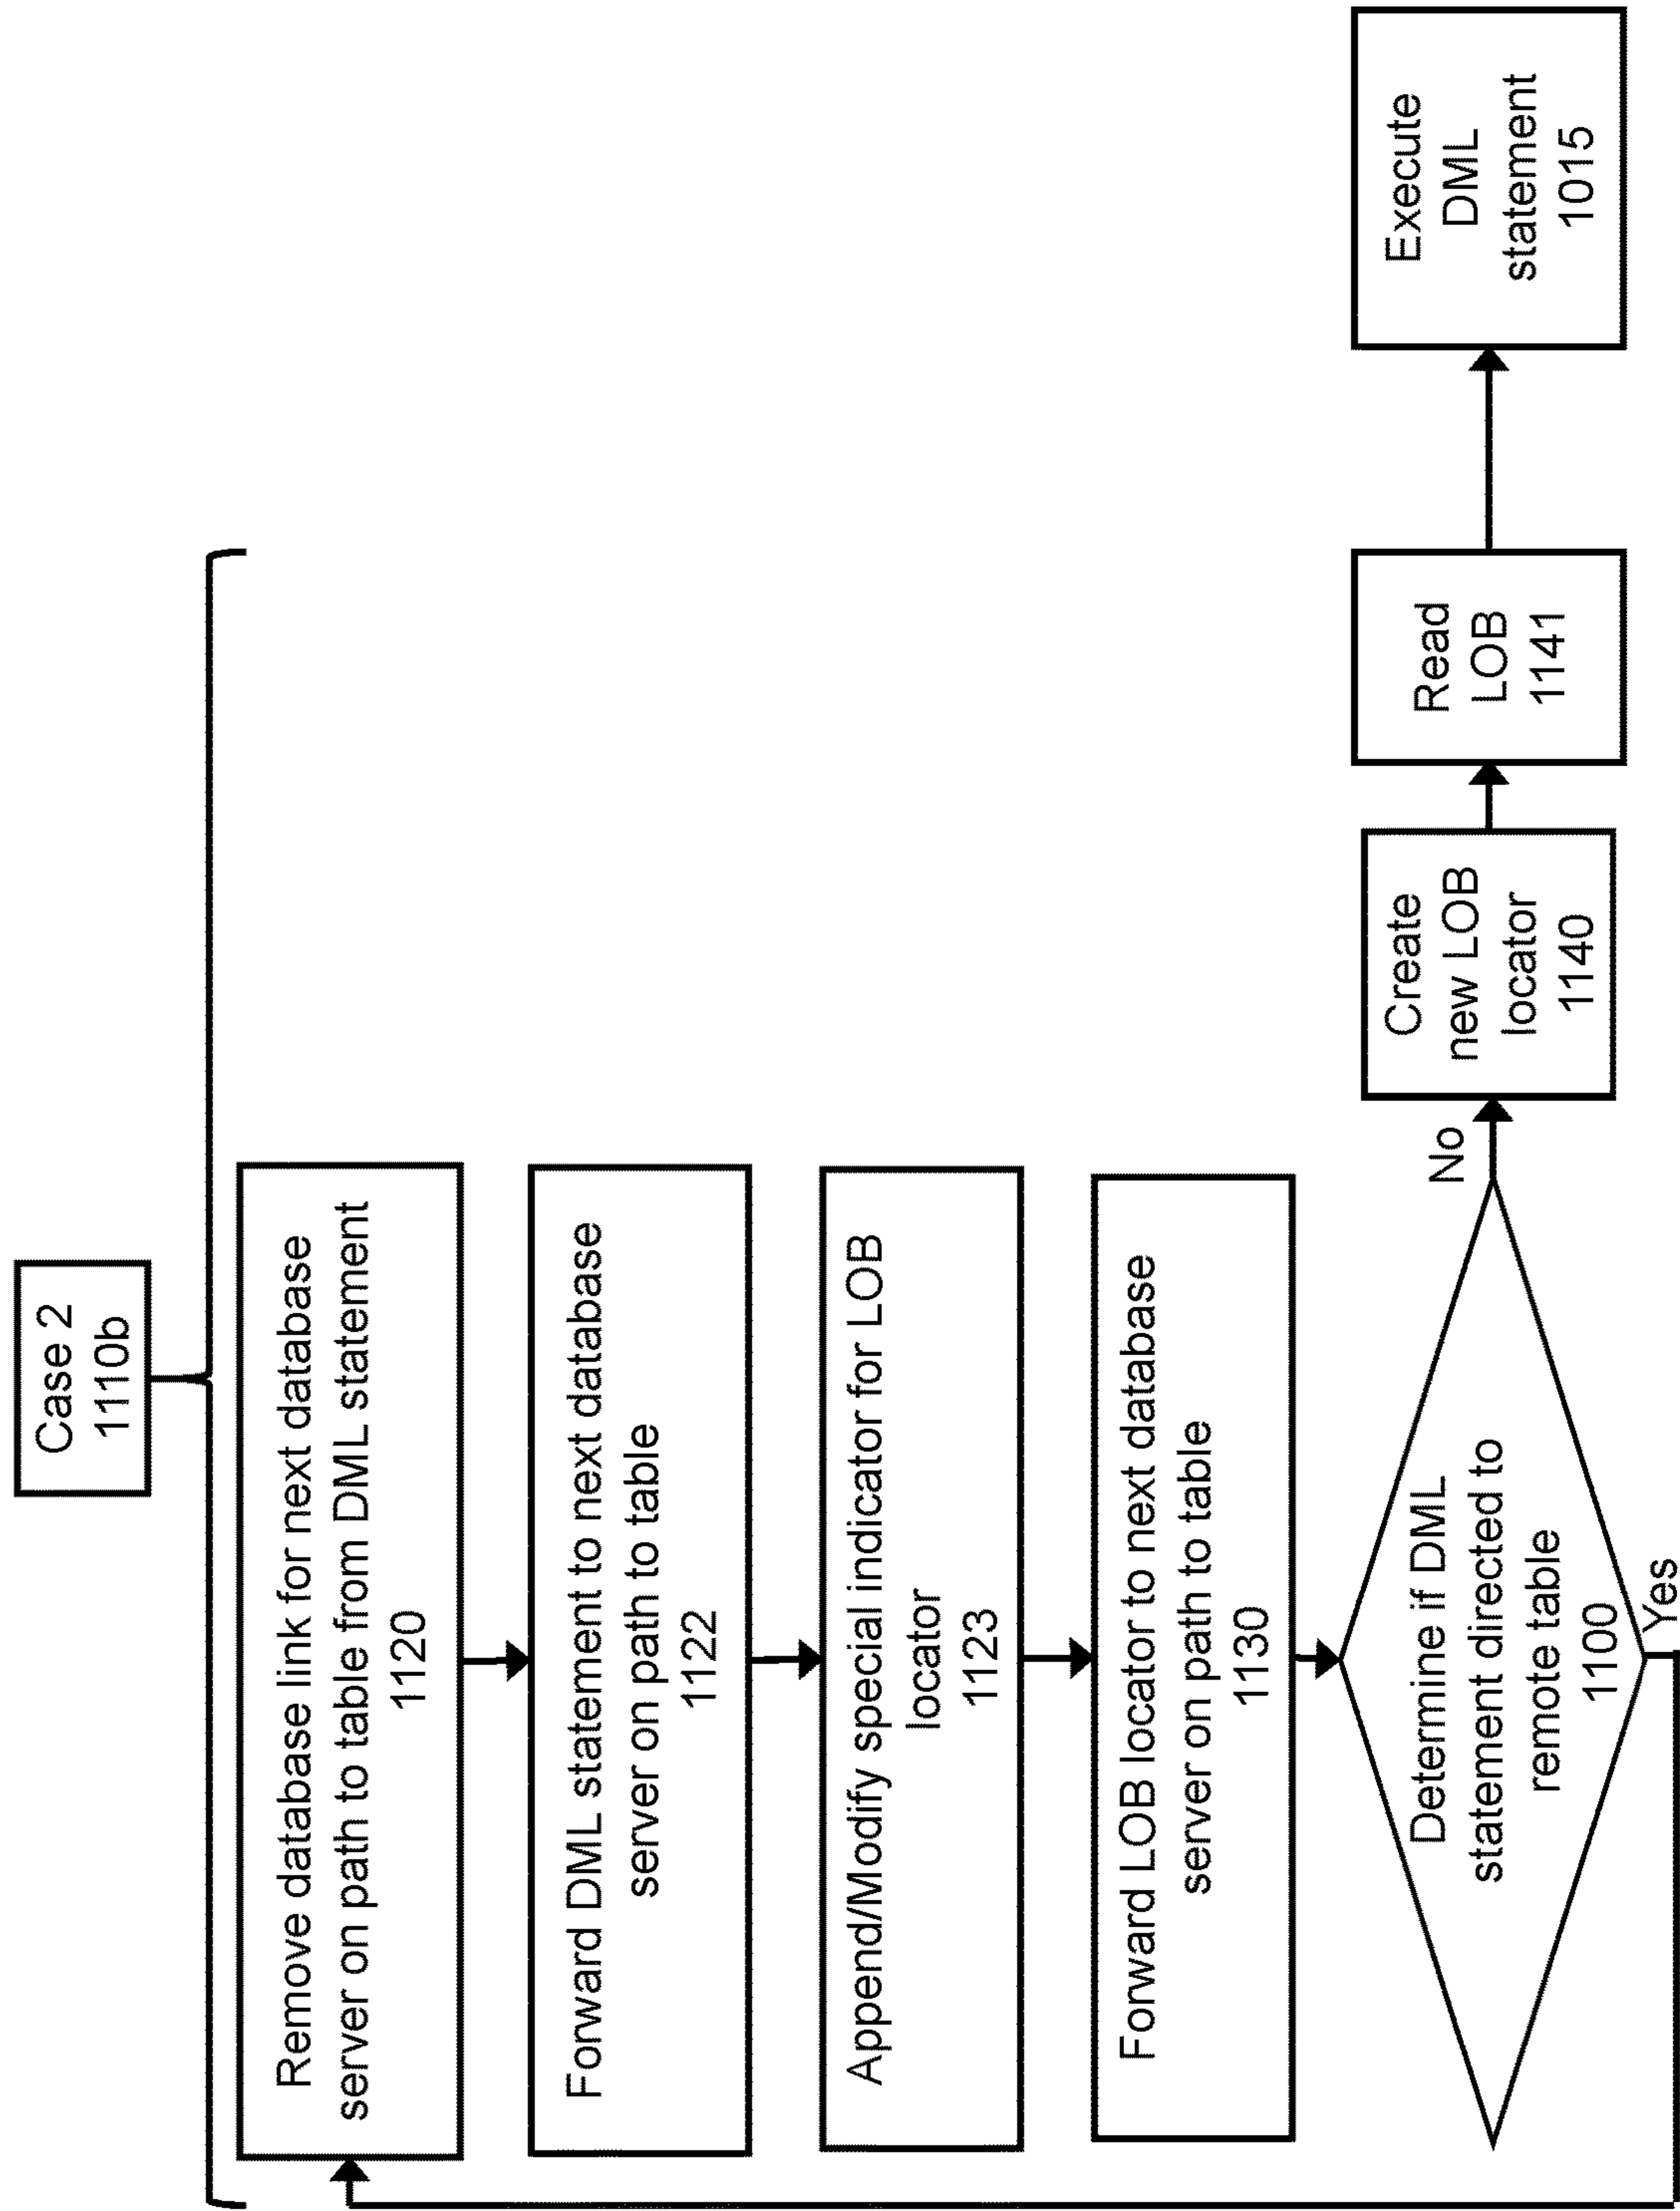 Case 2
1110b
Remove database link for next database
server on path to table from DML statement
1120
Forward DML statement to next database
server on path to table
1122
Append/Modify special indicator for LOB
locator
1123
Forward LOB locator to next database
server on path to table
1130
Determine if DML
statement directed to
remote table
1100
Yes
No
Create
new LOB
locator
1140
Read
LOB
1141
Execute
DML
statement
1015